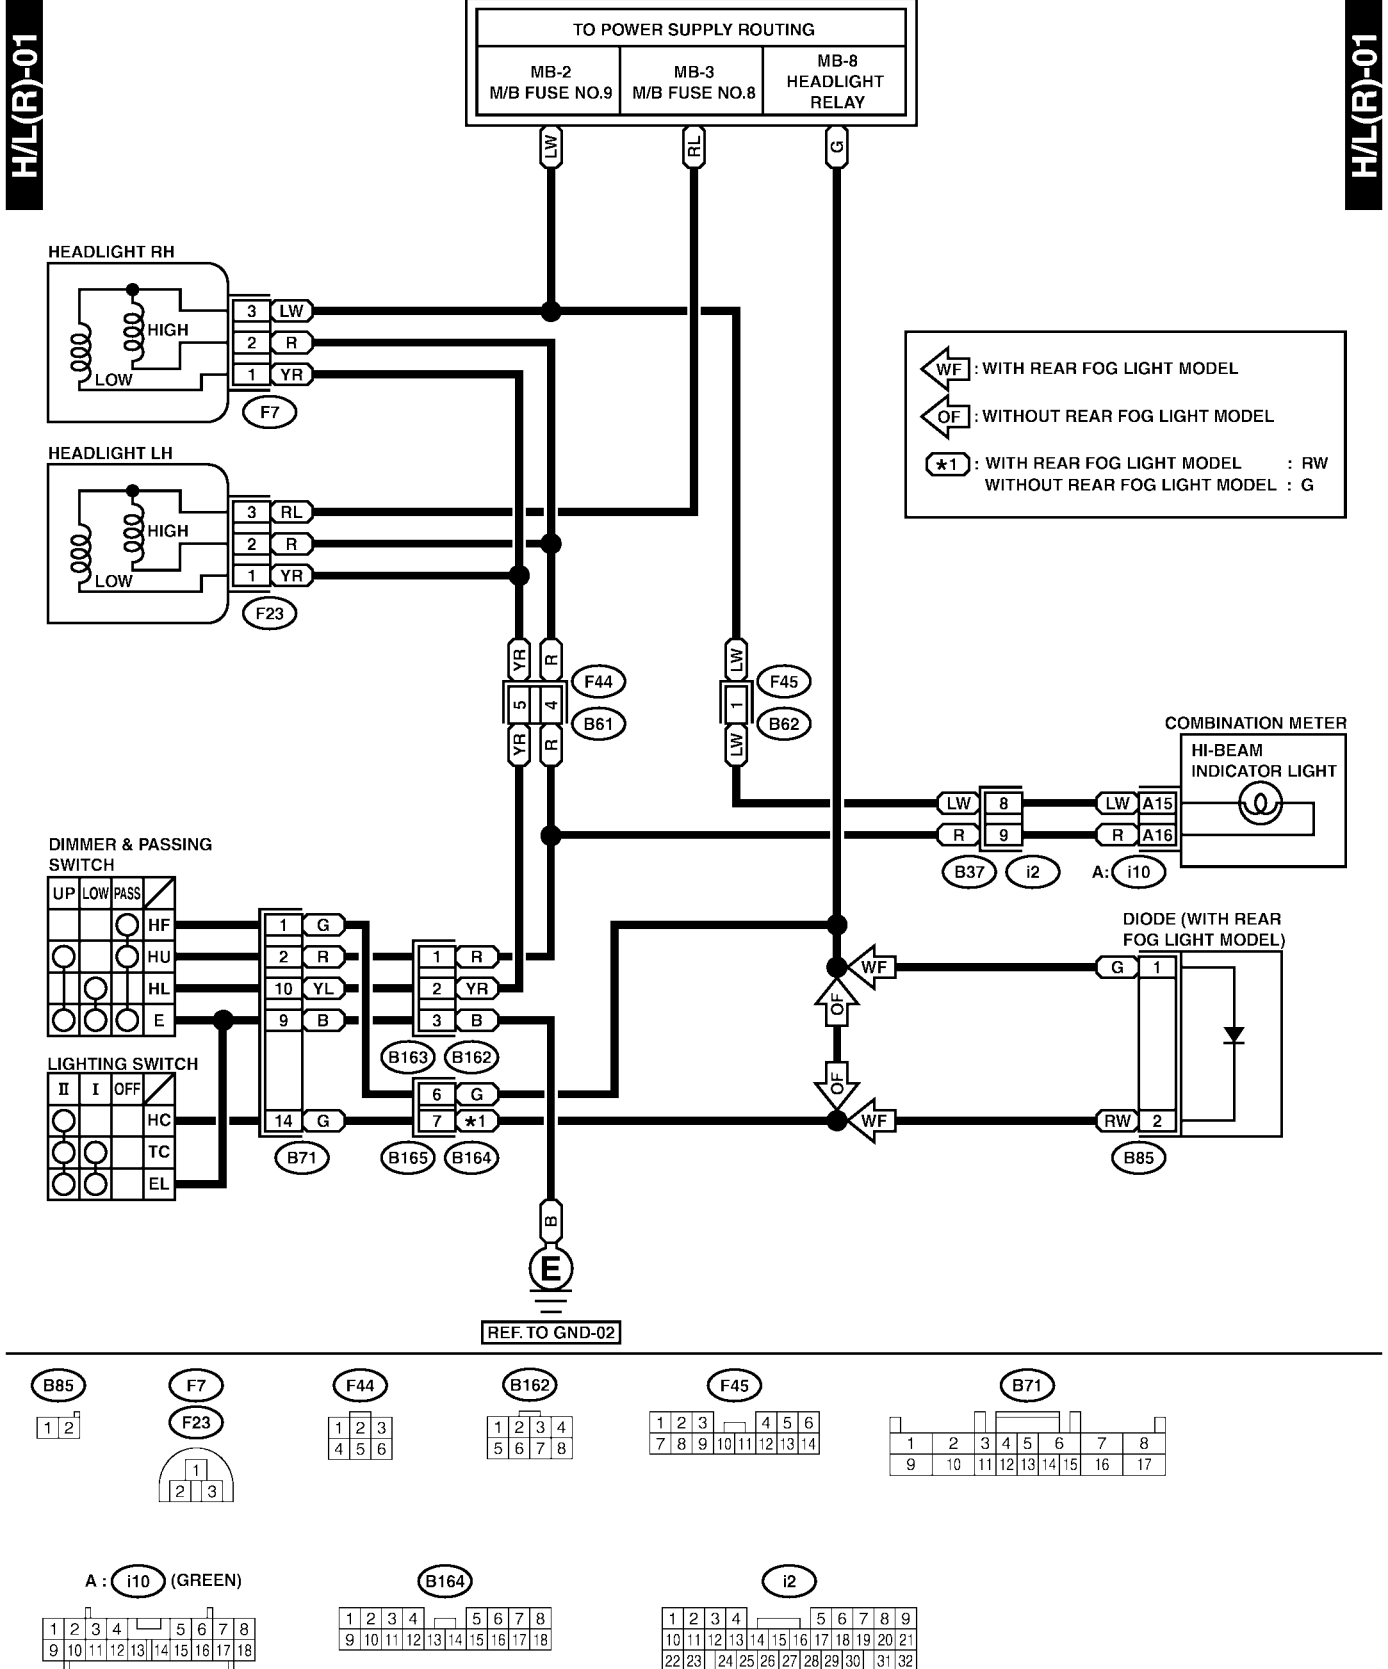 H/L(R)-01
H/L(R)-01
TO POWER SUPPLY ROUTING
MB-2
M/B FUSE NO.9
MB-3
M/B FUSE NO.8
MB-8
HEADLIGHT
RELAY
LW
RL
G
HEADLIGHT RH
HIGH
LOW
3 LW
2 R
1 YR
F7
WF : WITH REAR FOG LIGHT MODEL
OF : WITHOUT REAR FOG LIGHT MODEL
*1 : WITH REAR FOG LIGHT MODEL : RW
WITHOUT REAR FOG LIGHT MODEL : G
HEADLIGHT LH
HIGH
LOW
3 RL
2 R
1 YR
F23
YR R
5 4
YR R
F44
B61
LW
1
LW
F45
B62
COMBINATION METER
HI-BEAM
INDICATOR LIGHT
LW 8 LW A15
R 9 R A16
B37 i2 A: i10
DIMMER & PASSING
SWITCH
UP LOW PASS
HF
HU
HL
E
1 G
2 R
10 YL
9 B
1 R
2 YR
3 B
B163 B162
DIODE (WITH REAR
FOG LIGHT MODEL)
WF G 1
OF
OF
LIGHTING SWITCH
II I OFF
HC
TC
EL
14 G
6 G
7 *1
WF RW 2
B71 B165 B164 B85
B
E
REF. TO GND-02
B85
1 2
F7
F23
1
2 3
F44
1 2 3
4 5 6
B162
1 2 3 4
5 6 7 8
F45
1 2 3 4 5 6
7 8 9 10 11 12 13 14
B71
1 2 3 4 5 6 7 8
9 10 11 12 13 14 15 16 17
A : i10 (GREEN)
1 2 3 4 5 6 7 8
9 10 11 12 13 14 15 16 17 18
B164
1 2 3 4 5 6 7 8
9 10 11 12 13 14 15 16 17 18
i2
1 2 3 4 5 6 7 8 9
10 11 12 13 14 15 16 17 18 19 20 21
22 23 24 25 26 27 28 29 30 31 32